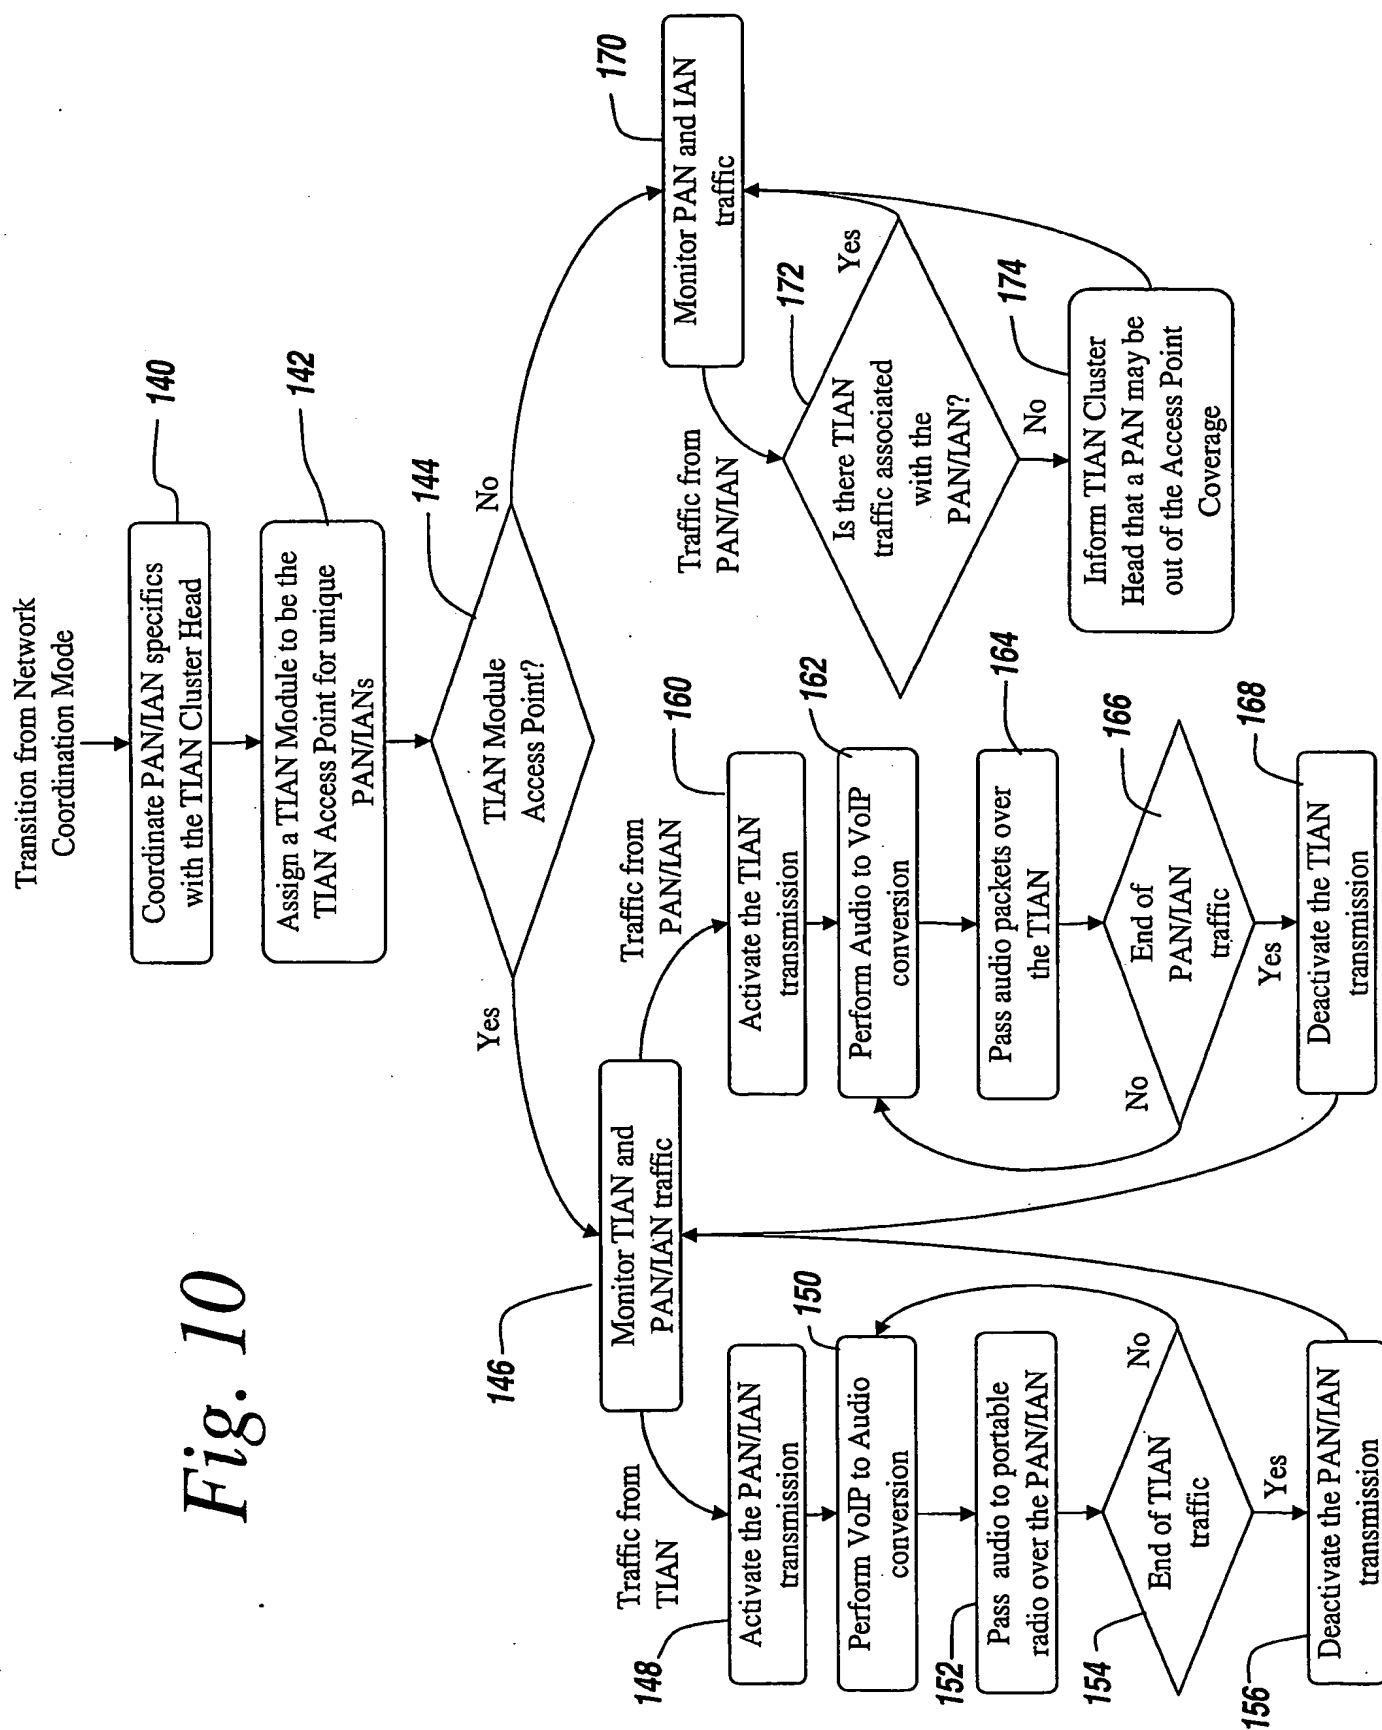 Fig. 10
Transition from Network
Coordination Mode
Coordinate PAN/IAN specifics
with the TIAN Cluster Head
140
Assign a TIAN Module to be the
TIAN Access Point for unique
PAN/IANs
142
TIAN Module
Access Point?
144
Yes
No
Monitor TIAN and
PAN/IAN traffic
146
Traffic from
TIAN
Activate the PAN/IAN
transmission
148
Perform VoIP to Audio
conversion
150
Pass audio to portable
radio over the PAN/IAN
152
End of TIAN
traffic
154
No
Yes
Deactivate the PAN/IAN
transmission
156
Traffic from
PAN/IAN
Activate the TIAN
transmission
160
Perform Audio to VoIP
conversion
162
Pass audio packets over
the TIAN
164
End of
PAN/IAN
traffic
166
No
Yes
Deactivate the TIAN
transmission
168
Monitor PAN and IAN
traffic
170
Traffic from
PAN/IAN
Is there TIAN
traffic associated
with the
PAN/IAN?
172
Yes
No
Inform TIAN Cluster
Head that a PAN may be
out of the Access Point
Coverage
174